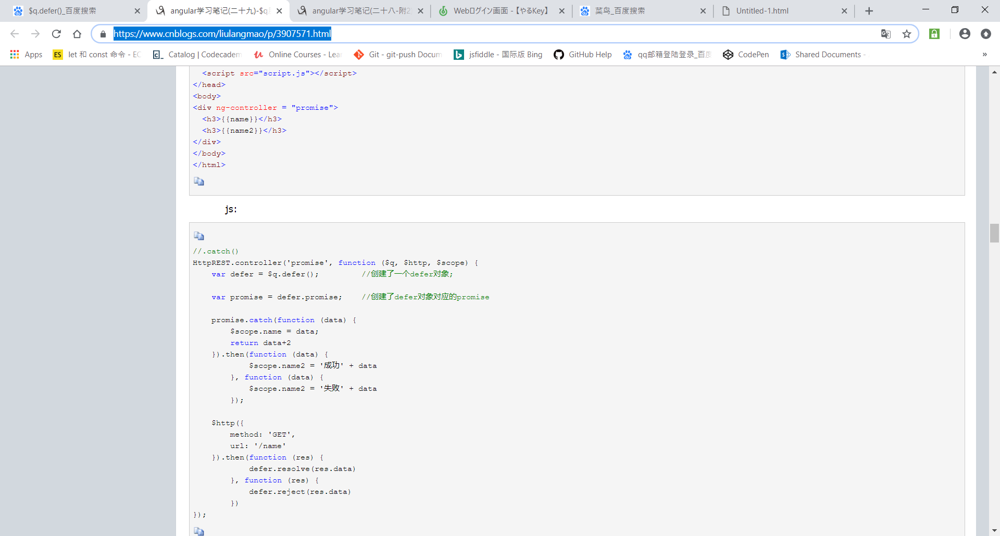 $q.defer()_百度搜索
angular学习笔记(二十九)-$q
angular学习笔记(二十八-附2
Webログイン画面 -【やるKey】
菜鸟_百度搜索
Untitled-1.html
https://www.cnblogs.com/liulangmao/p/3907571.html
Apps
ES
let 和 const 命令 - EC
Catalog | Codecadem
Online Courses - Lear
Git - git-push Docum
jsfiddle - 国际版 Bing
GitHub Help
qq邮箱登陆登录_百度
CodePen
Shared Documents -
»
<script src="script.js"></script>
</head>
<body>
<div ng-controller = "promise">
<h3>{{name}}</h3>
<h3>{{name2}}</h3>
</div>
</body>
</html>
js:
//.catch()
HttpREST.controller('promise', function ($q, $http, $scope) {
var defer = $q.defer(); //创建了一个defer对象;
var promise = defer.promise; //创建了defer对象对应的promise
promise.catch(function (data) {
$scope.name = data;
return data+2
}).then(function (data) {
$scope.name2 = '成功' + data
}, function (data) {
$scope.name2 = '失败' + data
});
$http({
method: 'GET',
url: '/name'
}).then(function (res) {
defer.resolve(res.data)
}, function (res) {
defer.reject(res.data)
})
});